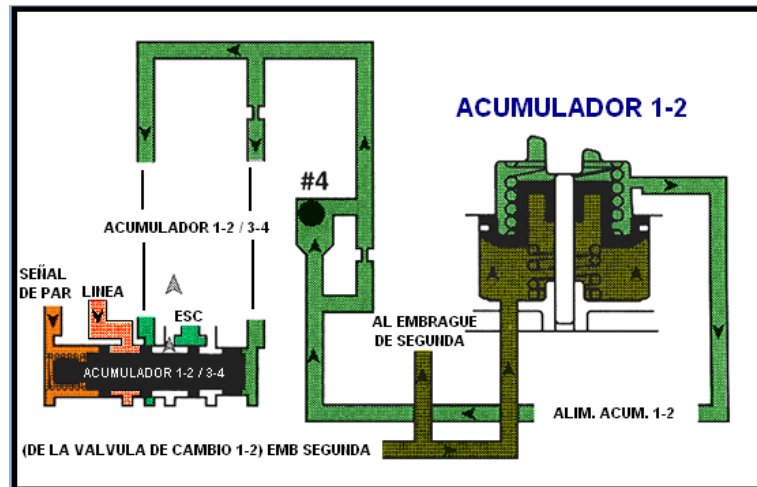 ACUMULADOR 1-2
#4
ACUMULADOR 1-2 / 3-4
SEÑAL
DE PAR
LINEA
ESC
AL EMBRAGUE
DE SEGUNDA
ACUMULADOR 1-2 / 3-4
ALIM. ACUM. 1-2
(DE LA VALVULA DE CAMBIO 1-2) EMB SEGUNDA